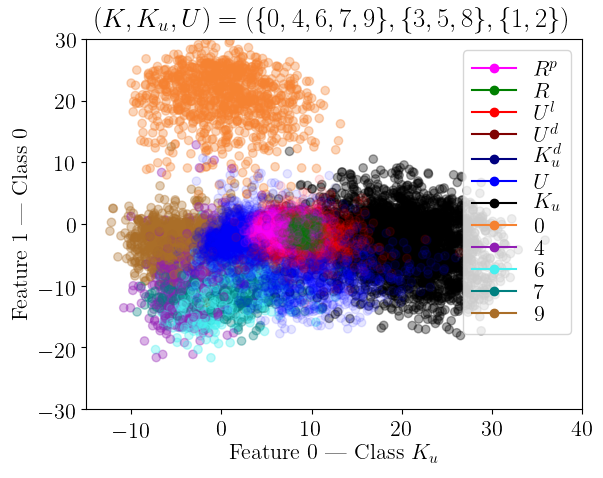 (K, K_u, U) = ({0, 4, 6, 7, 9}, {3, 5, 8}, {1, 2})
30
20
10
0
−10
−20
−30
Feature 1 — Class 0
R^p
R
U^l
U^d
K_u^d
U
K_u
0
4
6
7
9
−10
0
10
20
30
40
Feature 0 — Class K_u